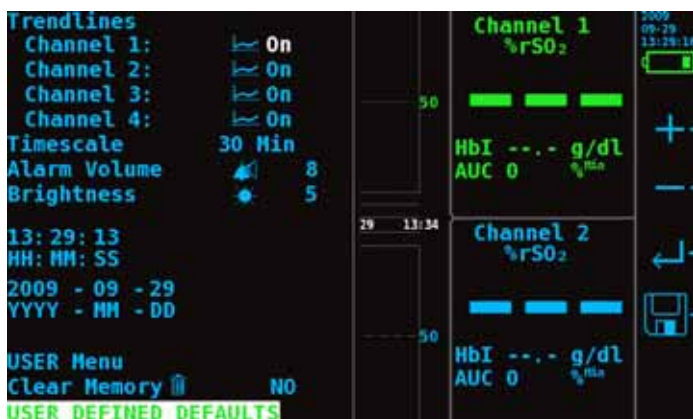 Trendlines
Channel 1: On
Channel 2: On
Channel 3: On
Channel 4: On
Timescale 30 Min
Alarm Volume 8
Brightness 5
13:29:13
HH:MM:SS
2009 - 09 - 29
YYYY - MM - DD
USER Menu
Clear Memory NO
USER DEFINED DEFAULTS
50
29 13:34
50
Channel 1
%rSO₂
--- 
HbI --.- g/dl
AUC 0 %Min
Channel 2
%rSO₂
---
HbI --.- g/dl
AUC 0 %Min
2009
09-29